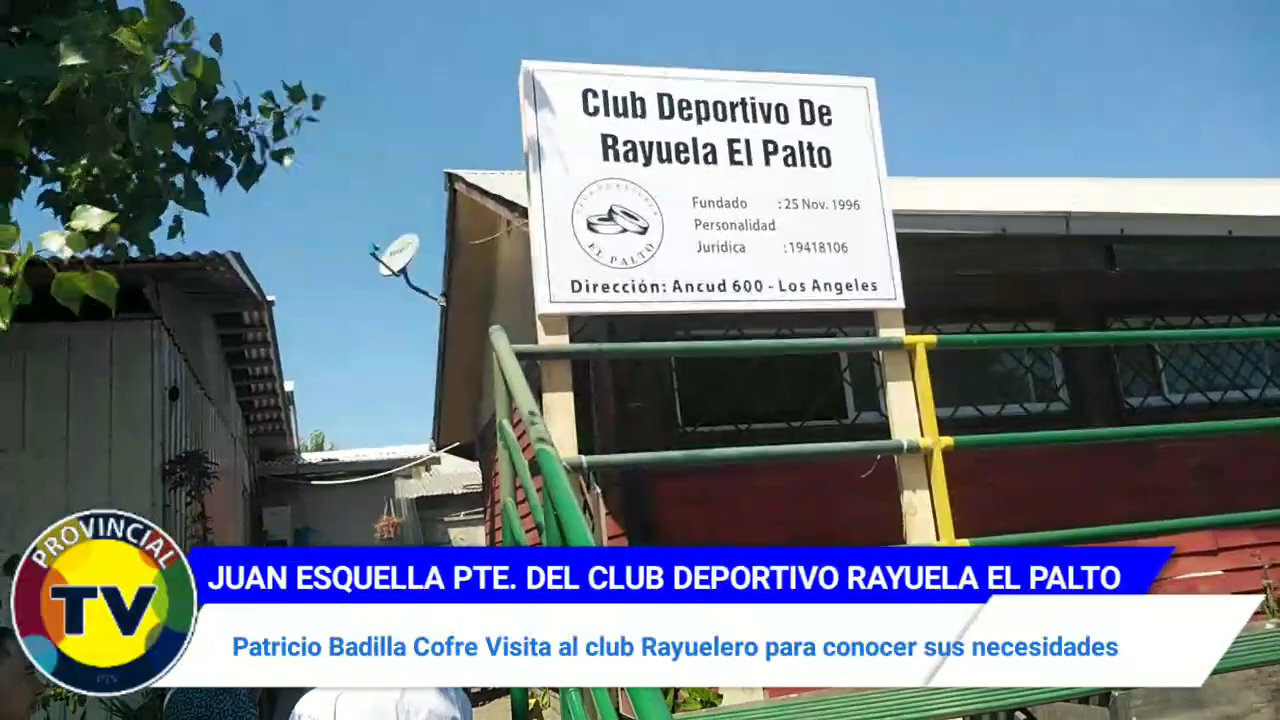 Club Deportivo De
Rayuela El Palto
Fundado : 25 Nov. 1996
Personalidad
Juridica : 19418106
EL PALTO
Dirección: Ancud 600 - Los Angeles
PROVINCIAL
TV
PTV
JUAN ESQUELLA PTE. DEL CLUB DEPORTIVO RAYUELA EL PALTO
Patricio Badilla Cofre Visita al club Rayuelero para conocer sus necesidades